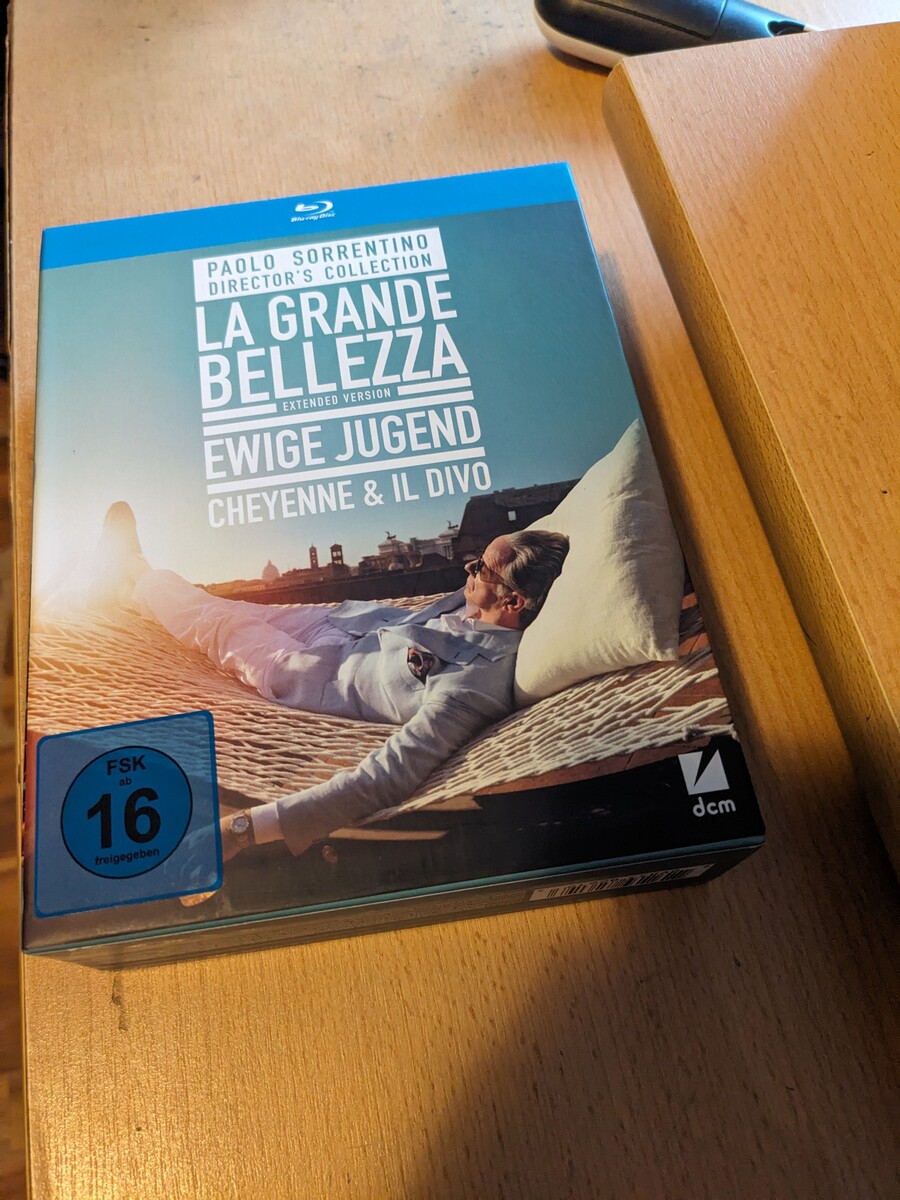 Blu-ray Disc
PAOLO SORRENTINO
DIRECTOR'S COLLECTION
LA GRANDE
BELLEZZA
EXTENDED VERSION
EWIGE JUGEND
CHEYENNE & IL DIVO
FSK
ab
16
freigegeben
dcm